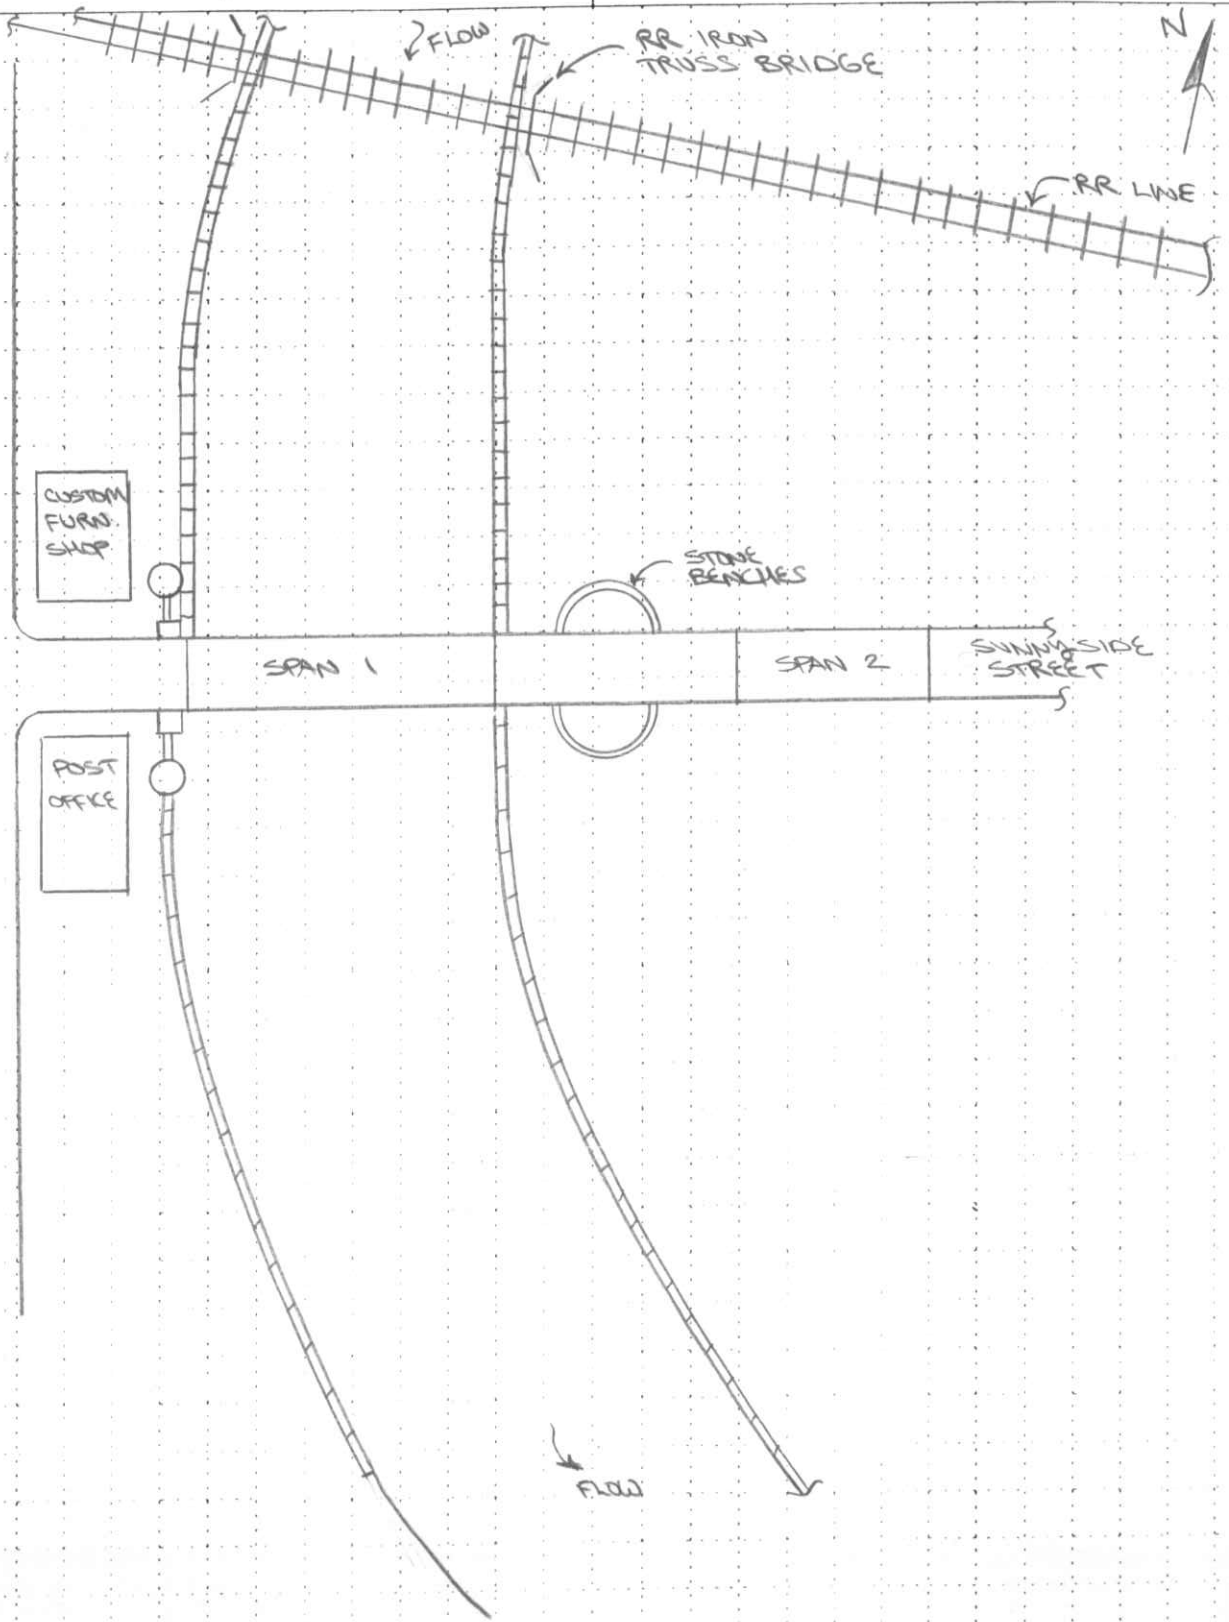 N
FLOW
RR IRON
TRUSS BRIDGE
RR LINE
CUSTOM
FURN.
SHOP
STONE
BENCHES
SPAN 1
SPAN 2
SUNNYSIDE
STREET
POST
OFFICE
FLOW